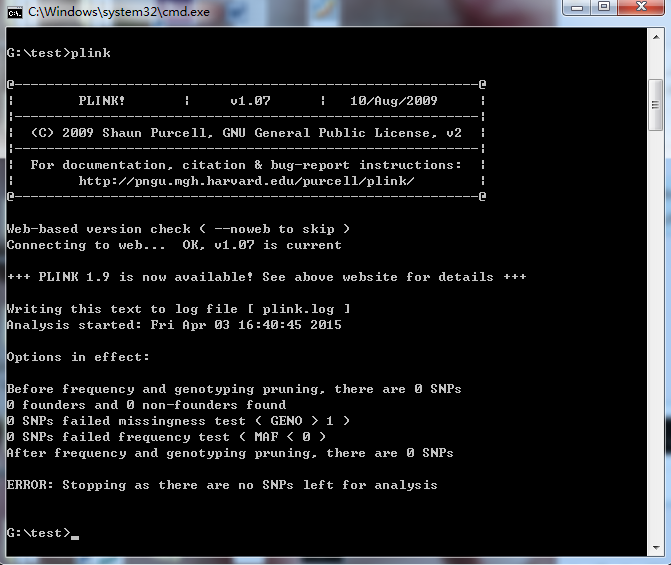 C:\Windows\system32\cmd.exe
G:\test>plink
@----------------------------------------------------------@
|        PLINK!       |     v1.07      |   10/Aug/2009     |
|----------------------------------------------------------|
|  (C) 2009 Shaun Purcell, GNU General Public License, v2  |
|----------------------------------------------------------|
|  For documentation, citation & bug-report instructions:  |
|        http://pngu.mgh.harvard.edu/purcell/plink/        |
@----------------------------------------------------------@
Web-based version check ( --noweb to skip )
Connecting to web...  OK, v1.07 is current
+++ PLINK 1.9 is now available! See above website for details +++
Writing this text to log file [ plink.log ]
Analysis started: Fri Apr 03 16:40:45 2015
Options in effect:
Before frequency and genotyping pruning, there are 0 SNPs
0 founders and 0 non-founders found
0 SNPs failed missingness test ( GENO > 1 )
0 SNPs failed frequency test ( MAF < 0 )
After frequency and genotyping pruning, there are 0 SNPs
ERROR: Stopping as there are no SNPs left for analysis
G:\test>_